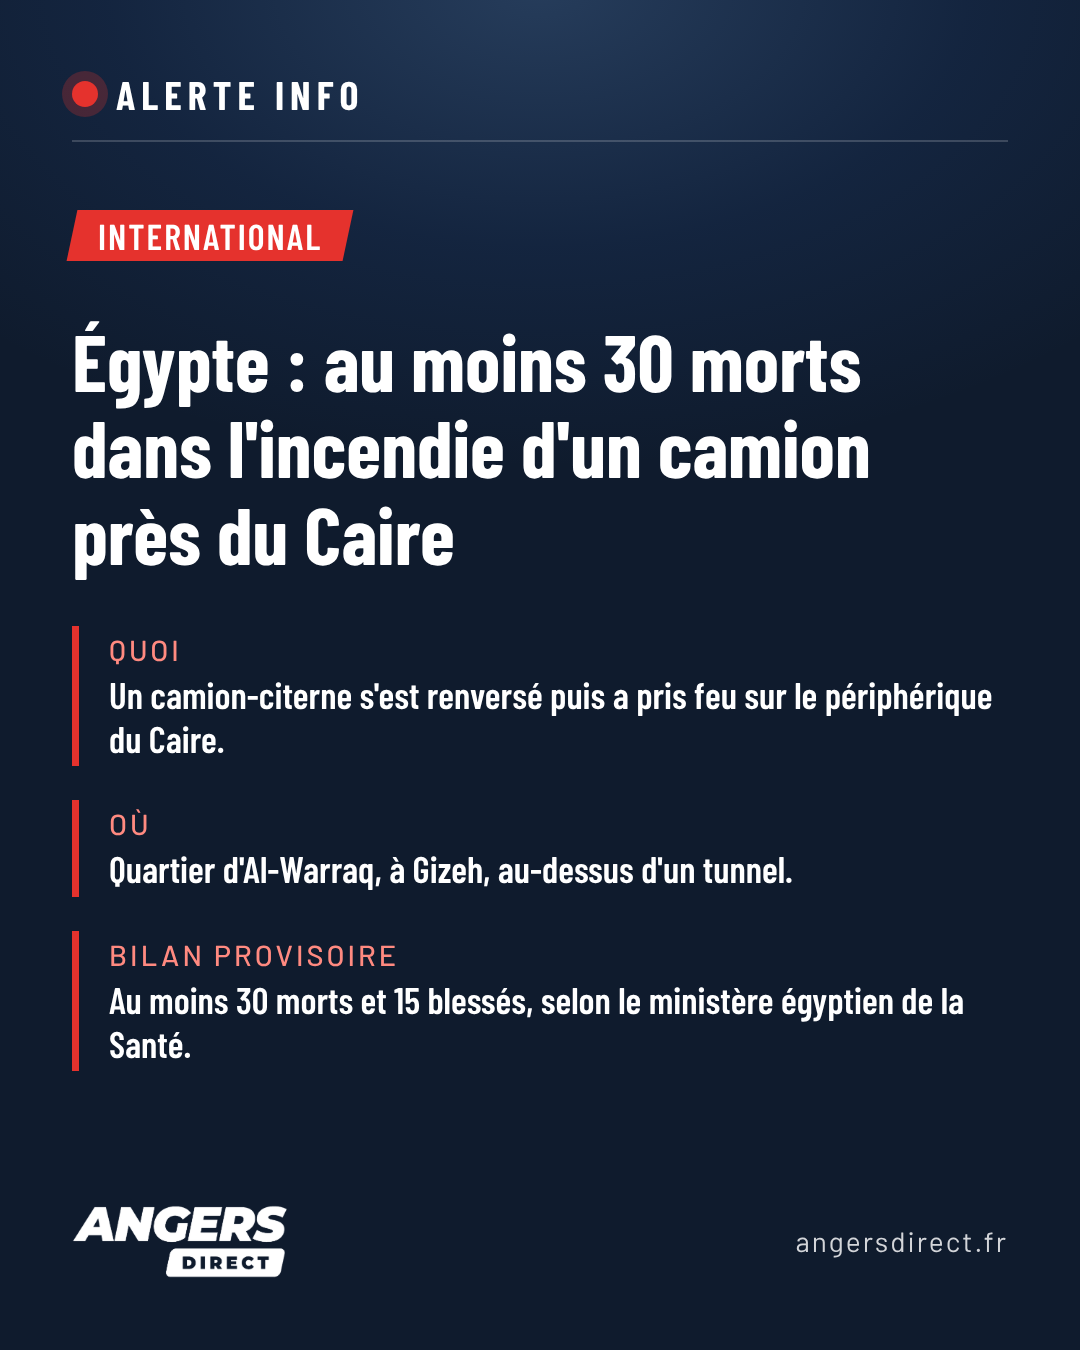 ALERTE INFO
INTERNATIONAL
Égypte : au moins 30 morts
dans l'incendie d'un camion
près du Caire
QUOI
Un camion-citerne s'est renversé puis a pris feu sur le périphérique
du Caire.
OÙ
Quartier d'Al-Warraq, à Gizeh, au-dessus d'un tunnel.
BILAN PROVISOIRE
Au moins 30 morts et 15 blessés, selon le ministère égyptien de la
Santé.
ANGERS
DIRECT
angersdirect.fr